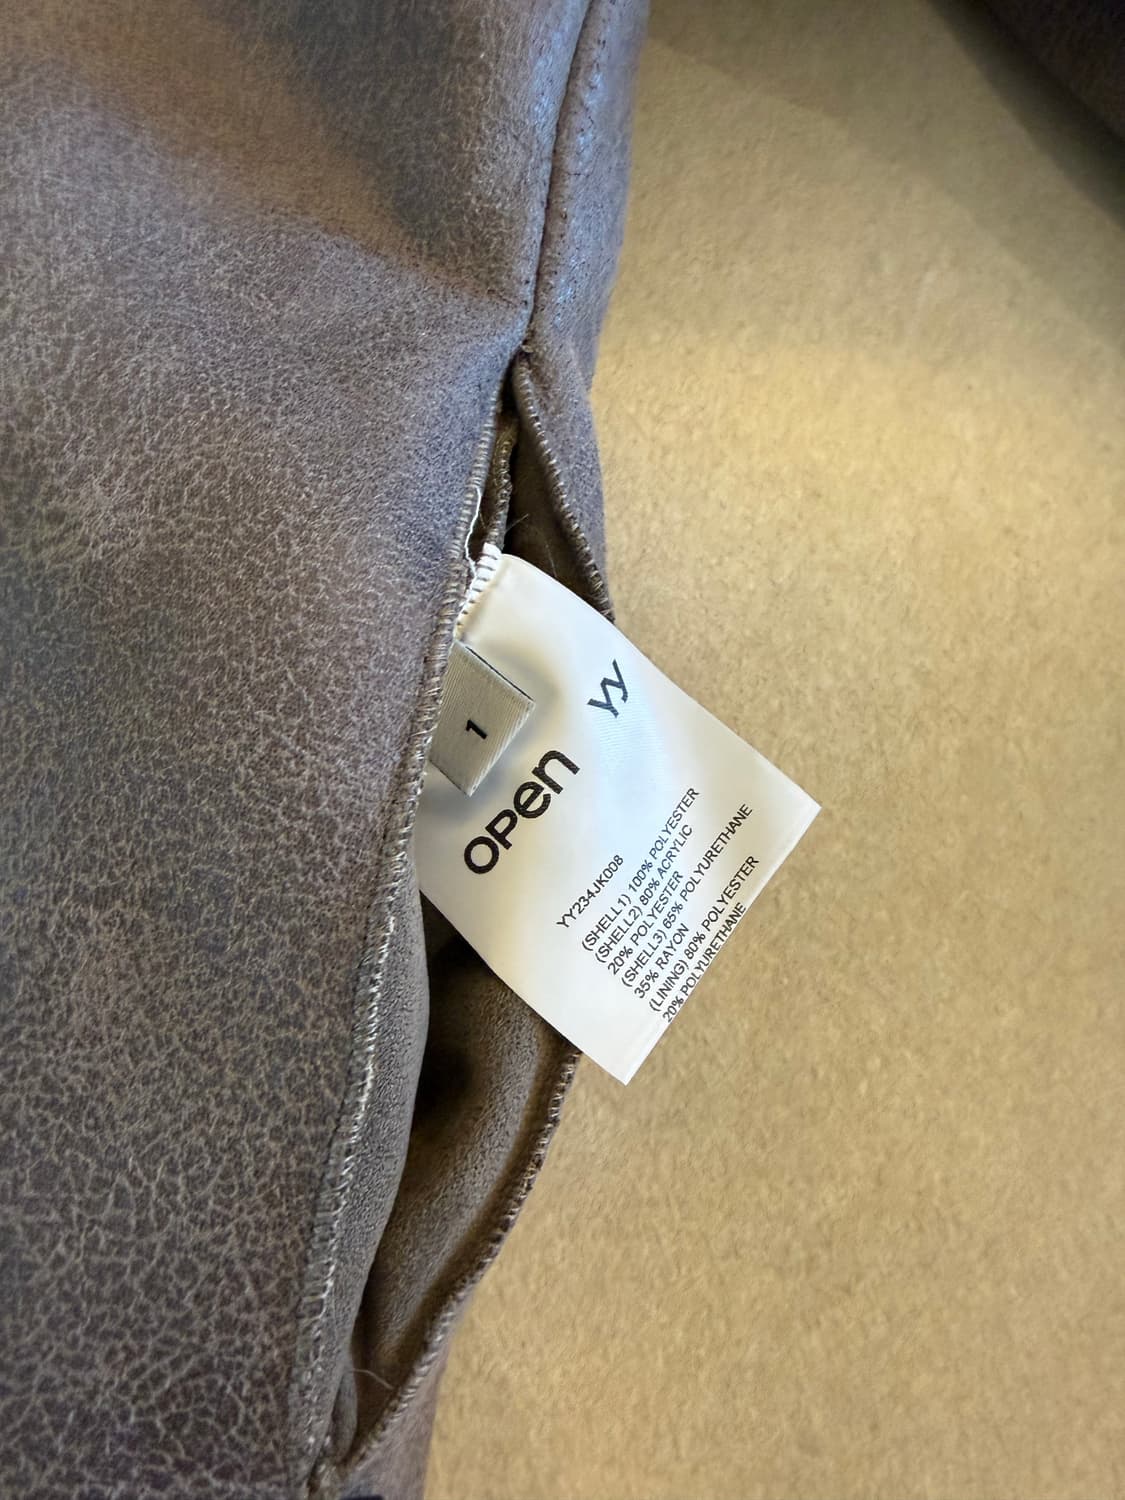 1
OPen
YY
YY234JK008
(SHELL1) 100% POLYESTER
(SHELL2) 80% ACRYLIC
20% POLYESTER
(SHELL3) 65% POLYURETHANE
35% RAYON
(LINING) 80% POLYESTER
20% POLYURETHANE